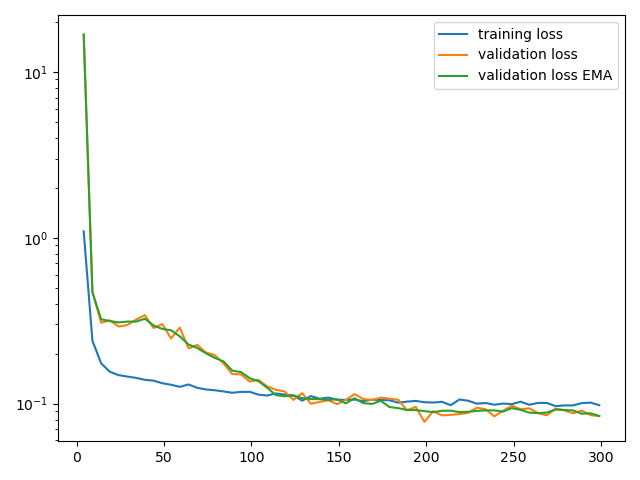 training loss
validation loss
validation loss EMA
10¹
10⁰
10⁻¹
0 50 100 150 200 250 300